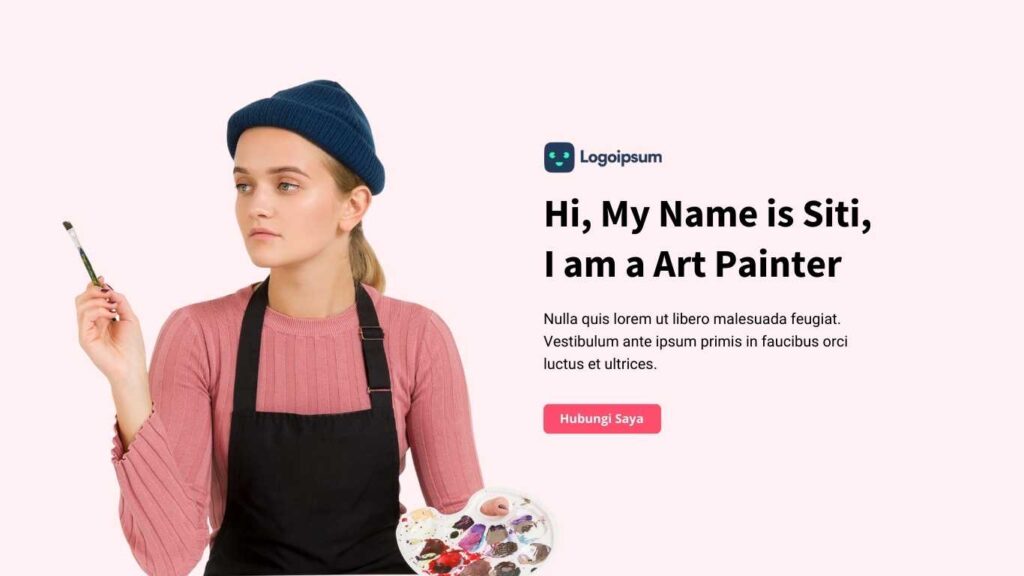 Logoipsum
Hi, My Name is Siti,
I am a Art Painter
Nulla quis lorem ut libero malesuada feugiat.
Vestibulum ante ipsum primis in faucibus orci
luctus et ultrices.
Hubungi Saya